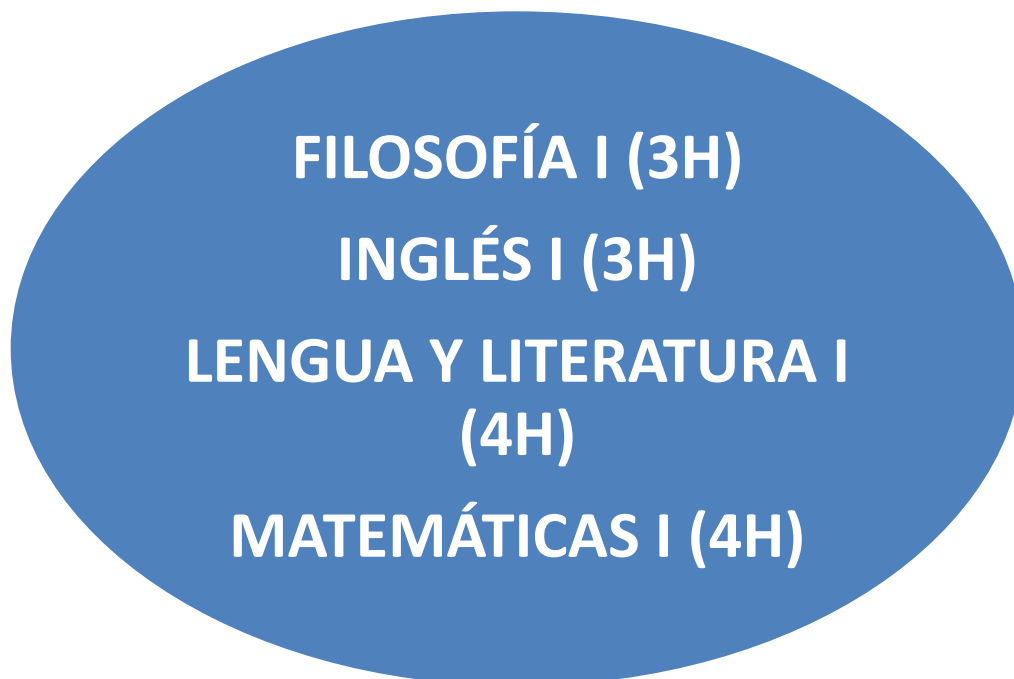 FILOSOFÍA I (3H)
INGLÉS I (3H)
LENGUA Y LITERATURA I
(4H)
MATEMÁTICAS I (4H)